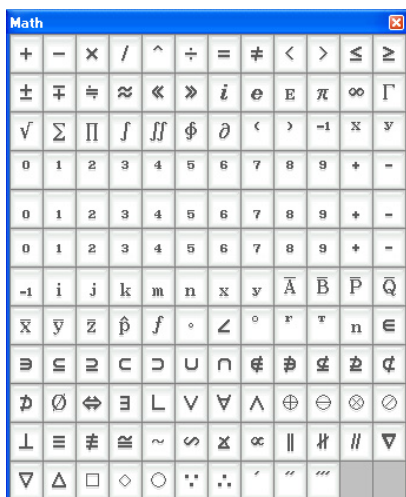 Math
+ − × / ^ ÷ = ≠ < > ≤ ≥
± ∓ ≒ ≈ « » i e E π ∞ Γ
√ Σ ∏ ∫ ∬ ∮ ∂ ‹ › −1 x y
0 1 2 3 4 5 6 7 8 9 + −
0 1 2 3 4 5 6 7 8 9 + −
0 1 2 3 4 5 6 7 8 9 + −
−1 i j k m n x y A̅ B̅ P̅ Q̅
x̅ y̅ z̅ p̂ f ∘ ∠ ° r T n ∈
∋ ⊆ ⊇ ⊂ ⊃ ∪ ∩ ∉ ∌ ⊈ ⊉ ⊄
⊅ ∅ ⇔ ∃ ∟ ∨ ∀ ∧ ⊕ ⊖ ⊗ ⊘
⊥ ≡ ≢ ≅ ∼ ∽ ∝ ∥ ∦ // ∇
▽ △ □ ◇ ○ ∵ ∴ ′ ″ ‴